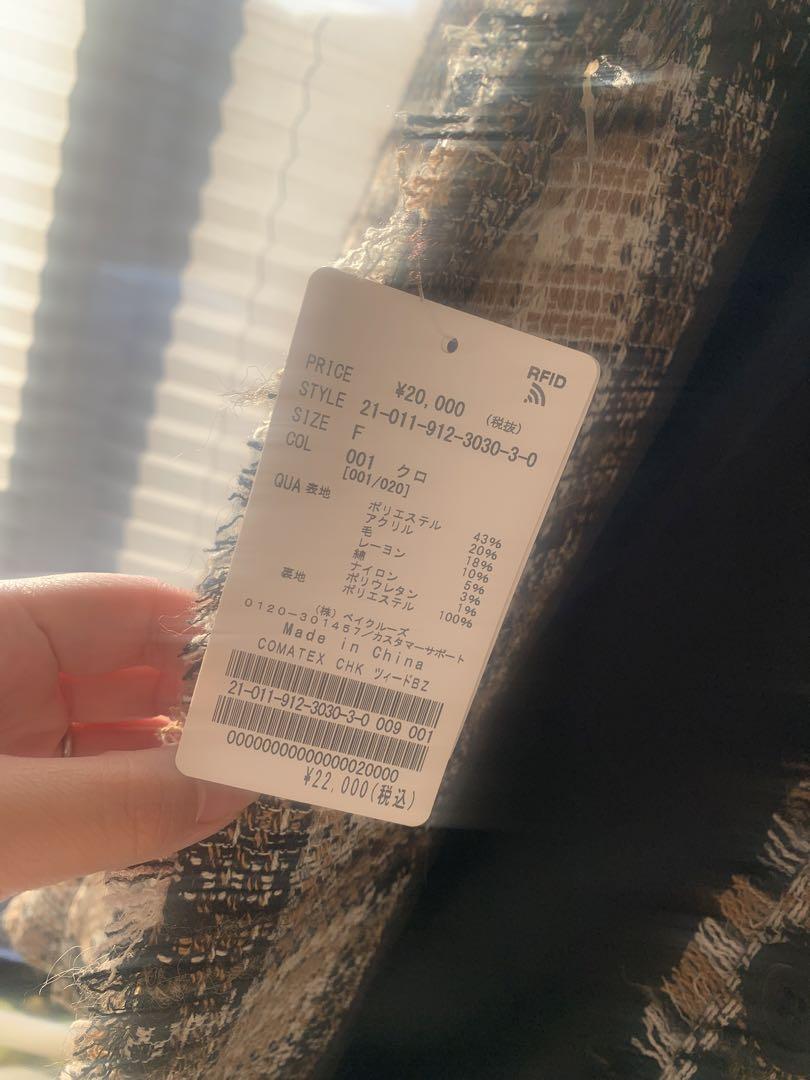 RFID
PRICE ¥20,000 (税抜)
STYLE 21-011-912-3030-3-0
SIZE F
COL 001 クロ
[001/020]
QUA 表地 ポリエステル 43%
アクリル 20%
毛 18%
レーヨン 10%
綿 5%
ナイロン 3%
ポリウレタン 1%
裏地 ポリエステル 100%
(株) ベイクルーズ
0120-301457/カスタマーサポート
Made in China
COMATEX CHK ツィードBZ
21-011-912-3030-3-0 009 001
00000000000000020000
¥22,000(税込)